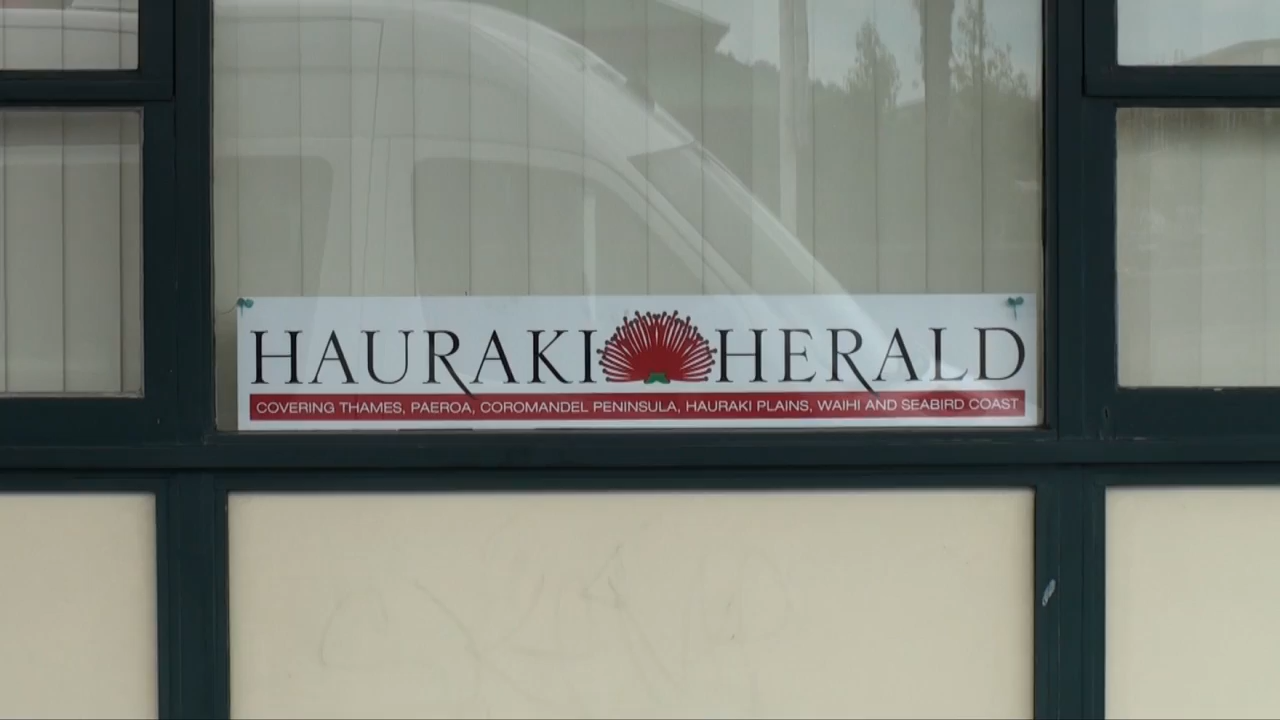 HAURAKI HERALD
COVERING THAMES, PAEROA, COROMANDEL PENINSULA, HAURAKI PLAINS, WAIHI AND SEABIRD COAST